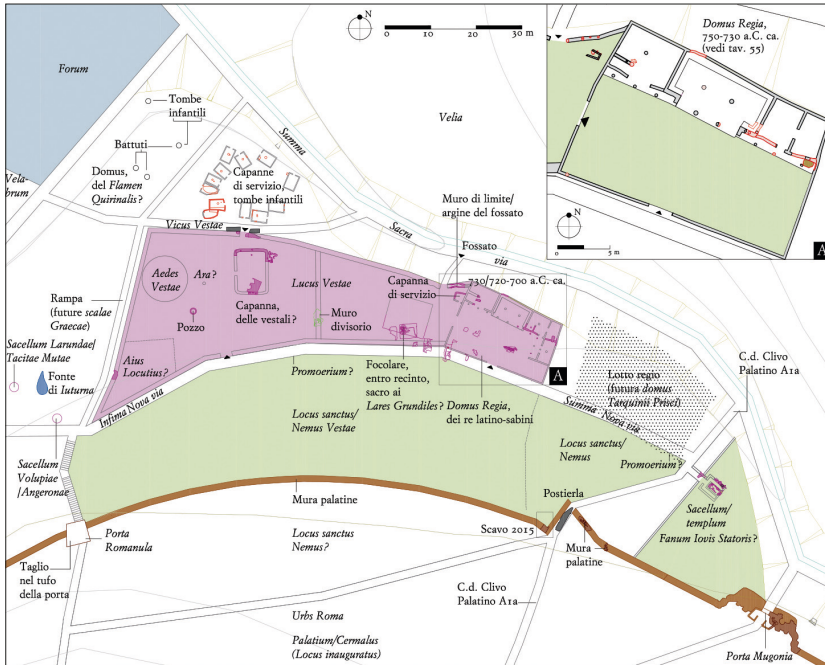 N
0 10 20 30 m
Domus Regia,
750-730 a.C. ca.
(vedi tav. 55)
N
0 5 m
A
Forum
Vela-
brum
Tombe
infantili
Battuti
Domus,
del Flamen
Quirinalis?
Capanne
di servizio,
tombe infantili
Summa
Sacra
via
Velia
Vicus Vestae
Muro di limite/
argine del fossato
Fossato
730/720-700 a.C. ca.
Capanna
di servizio
Aedes
Vestae
Ara?
Lucus Vestae
Capanna,
delle vestali?
Muro
divisorio
Pozzo
Rampa
(future scalae
Graecae)
Sacellum Larundae/
Tacitae Mutae
Fonte
di Iuturna
Aius
Locutius?
Infima Nova via
Promoerium?
Focolare,
entro recinto,
sacro ai
Lares Grundiles?
Domus Regia,
dei re latino-sabini
A
Lotto regio
(futura domus
Tarquinii Prisci)
C.d. Clivo
Palatino A1a
Summa Nova via
Locus sanctus/
Nemus Vestae
Locus sanctus/
Nemus
Promoerium?
Sacellum
Volupiae
/Angeronae
Mura palatine
Postierla
Sacellum/
templum
Fanum Iovis Statoris?
Porta
Romanula
Locus sanctus
Nemus?
Scavo 2015
Mura
palatine
Taglio
nel tufo
della porta
C.d. Clivo
Palatino A1a
Urbs Roma
Palatium/Cermalus
(Locus inauguratus)
Porta Mugonia